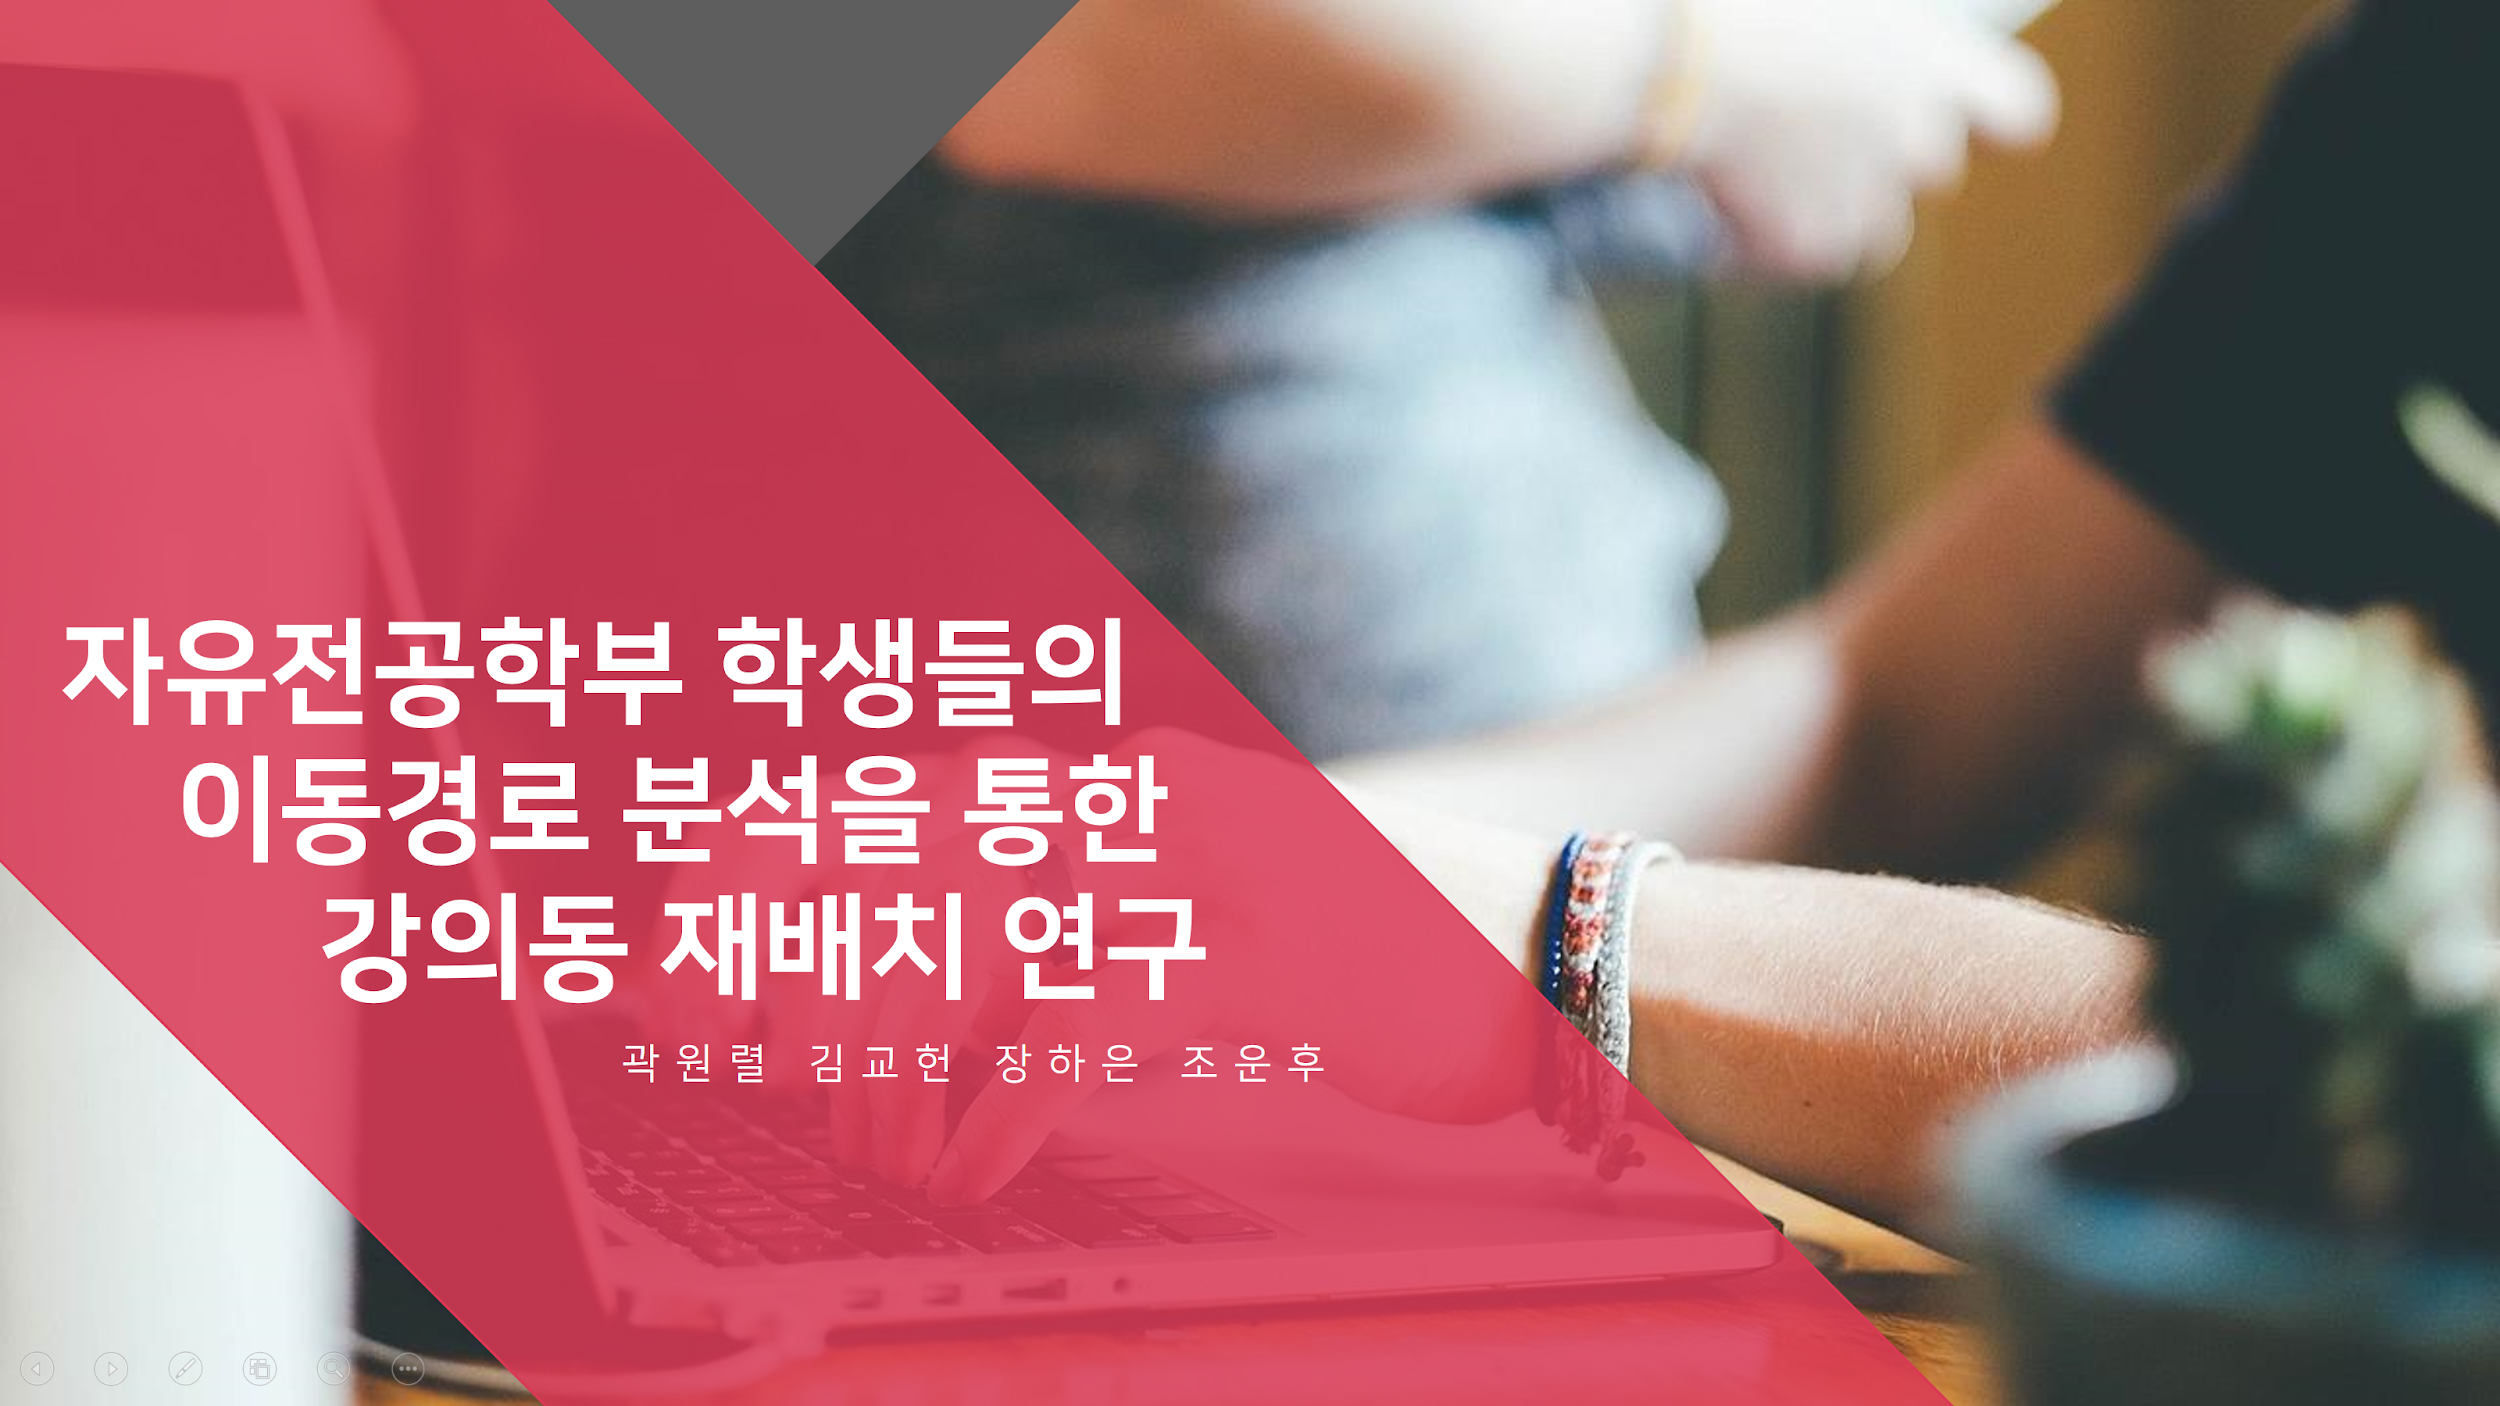 자유전공학부 학생들의
이동경로 분석을 통한
강의동 재배치 연구
곽원렬 김교헌 장하은 조운후